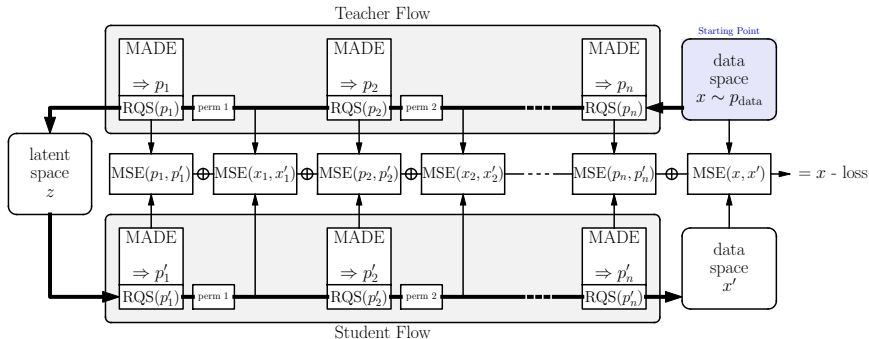 Teacher Flow
Starting Point
MADE
⇒ p₁
RQS(p₁)
perm 1
MADE
⇒ p₂
RQS(p₂)
perm 2
MADE
⇒ pₙ
RQS(pₙ)
data
space
x ∼ p_data
latent
space
z
MSE(p₁, p′₁) ⊕ MSE(x₁, x′₁) ⊕ MSE(p₂, p′₂) ⊕ MSE(x₂, x′₂) MSE(pₙ, p′ₙ) ⊕ MSE(x, x′) = x - loss
MADE
⇒ p′₁
RQS(p′₁)
perm 1
MADE
⇒ p′₂
RQS(p′₂)
perm 2
MADE
⇒ p′ₙ
RQS(p′ₙ)
data
space
x′
Student Flow